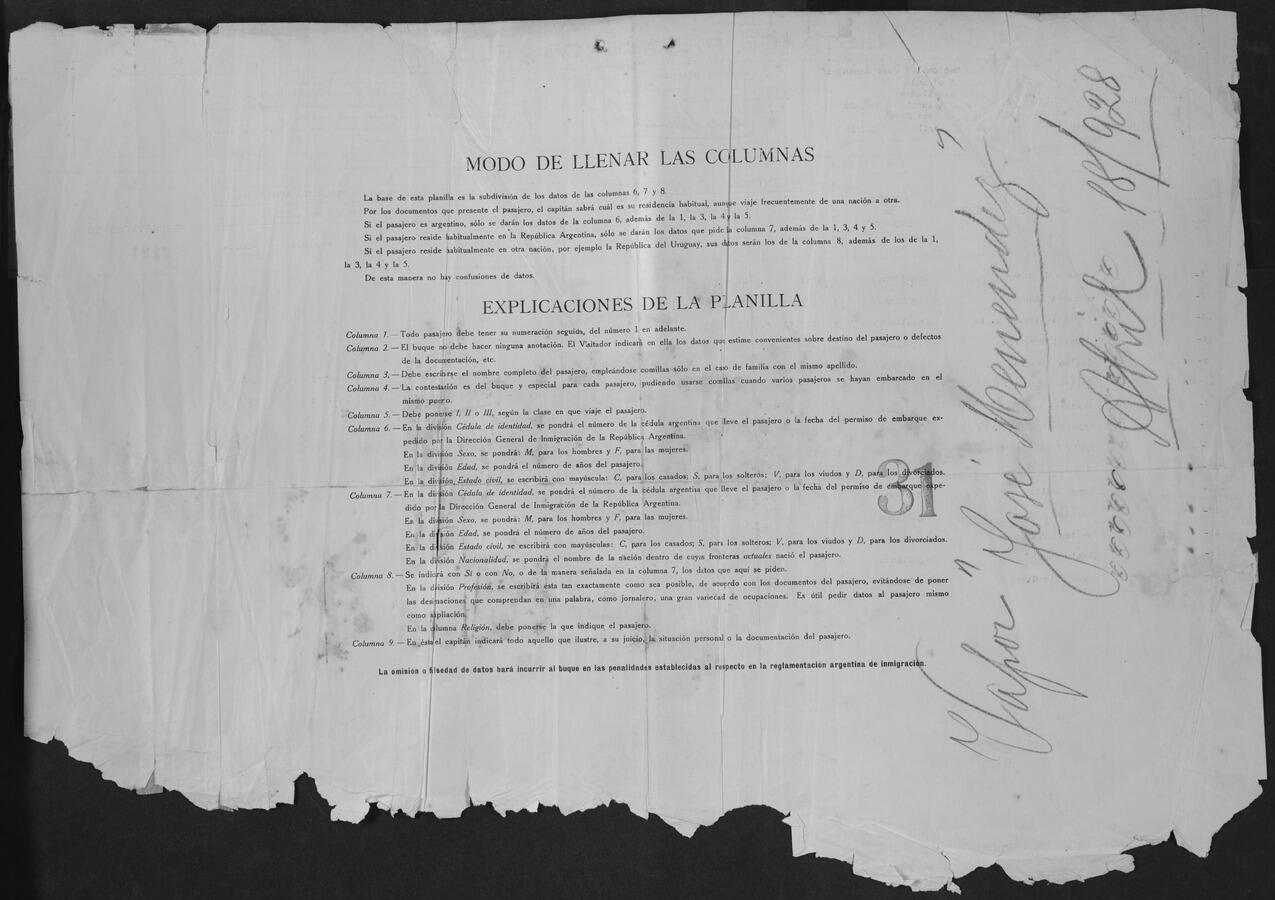 MODO DE LLENAR LAS COLUMNAS
La base de esta planilla es la subdivisión de los datos de las columnas 6, 7 y 8.
Por los documentos que presente el pasajero, el capitán sabrá cuál es su residencia habitual, aunque viaje frecuentemente de una nación a otra.
Si el pasajero es argentino, sólo se darán los datos de la columna 6, además de la 1, la 3, la 4 y la 5.
Si el pasajero reside habitualmente en la República Argentina, sólo se darán los datos que pide la columna 7, además de la 1, 3, 4 y 5.
Si el pasajero reside habitualmente en otra nación, por ejemplo la República del Uruguay, sus datos serán los de la columna 8, además de los de la 1,
la 3, la 4 y la 5.
De esta manera no hay confusiones de datos.
EXPLICACIONES DE LA PLANILLA
Columna 1. — Todo pasajero debe tener su numeración seguida, del número 1 en adelante.
Columna 2. — El buque no debe hacer ninguna anotación. El Visitador indicará en ella los datos que estime convenientes sobre destino del pasajero o defectos
de la documentación, etc.
Columna 3. — Debe escribirse el nombre completo del pasajero, empleándose comillas sólo en el caso de familia con el mismo apellido.
Columna 4. — La contestación es del buque y especial para cada pasajero, pudiendo usarse comillas cuando varios pasajeros se hayan embarcado en el
mismo puerto.
Columna 5. — Debe ponerse I, II o III, según la clase en que viaje el pasajero.
Columna 6. — En la división Cédula de identidad, se pondrá el número de la cédula argentina que lleve el pasajero o la fecha del permiso de embarque ex-
pedido por la Dirección General de Inmigración de la República Argentina.
En la división Sexo, se pondrá: M, para los hombres y F, para las mujeres.
En la división Edad, se pondrá el número de años del pasajero.
En la división Estado civil, se escribirá con mayúscula: C, para los casados; S, para los solteros; V, para los viudos y D, para los divorciados.
Columna 7. — En la división Cédula de identidad, se pondrá el número de la cédula argentina que lleve el pasajero o la fecha del permiso de embarque expe-
dido por la Dirección General de Inmigración de la República Argentina.
En la división Sexo, se pondrá: M, para los hombres y F, para las mujeres.
En la división Edad, se pondrá el número de años del pasajero.
En la división Estado civil, se escribirá con mayúsculas: C, para los casados; S, para los solteros; V, para los viudos y D, para los divorciados.
En la división Nacionalidad, se pondrá el nombre de la nación dentro de cuyas fronteras actuales nació el pasajero.
Columna 8. — Se indicará con Sí o con No, o de la manera señalada en la columna 7, los datos que aquí se piden.
En la división Profesión, se escribirá ésta tan exactamente como sea posible, de acuerdo con los documentos del pasajero, evitándose de poner
las designaciones que comprendan en una palabra, como jornalero, una gran variedad de ocupaciones. Es útil pedir datos al pasajero mismo
como ampliación.
En la columna Religión, debe ponerse la que indique el pasajero.
Columna 9. — En ésta el capitán indicará todo aquello que ilustre, a su juicio, la situación personal o la documentación del pasajero.
La omisión o falsedad de datos hará incurrir al buque en las penalidades establecidas al respecto en la reglamentación argentina de inmigración.
31
Vapor "José Menendez"
Abril 18/928